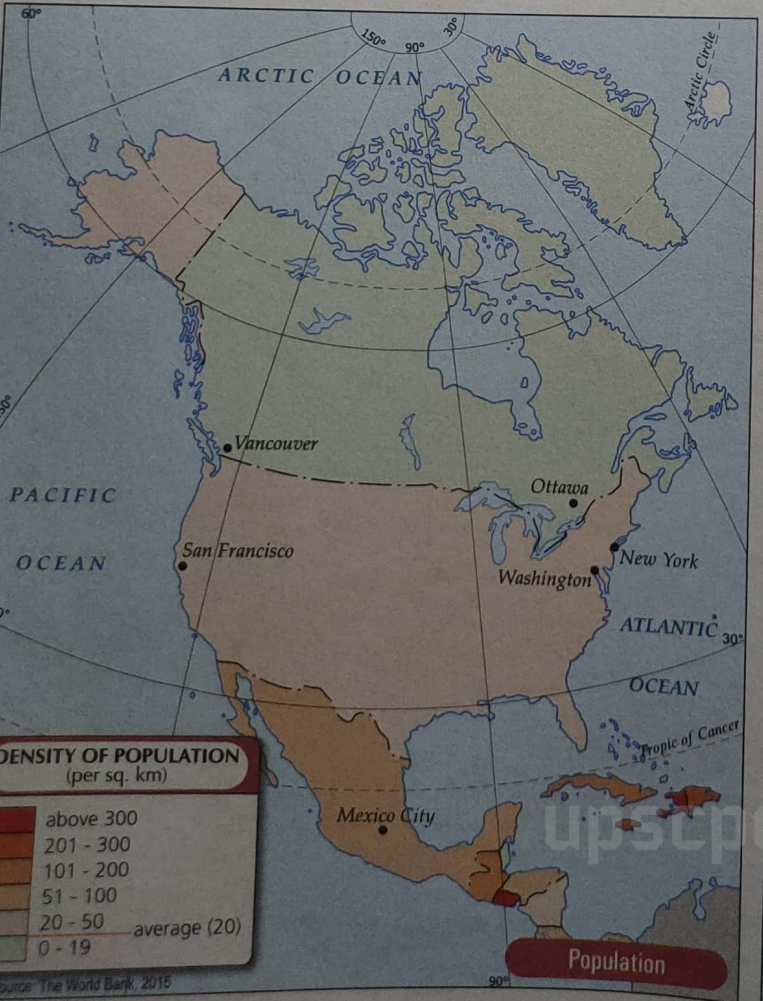 60°
150°
90°
30°
Arctic Circle
ARCTIC OCEAN
Vancouver
Ottawa
PACIFIC
OCEAN
San Francisco
New York
Washington
ATLANTIC
30°
OCEAN
Tropic of Cancer
DENSITY OF POPULATION
(per sq. km)
above 300
201 - 300
101 - 200
51 - 100
20 - 50
average (20)
0 - 19
Mexico City
Population
90°
The World Bank, 2015